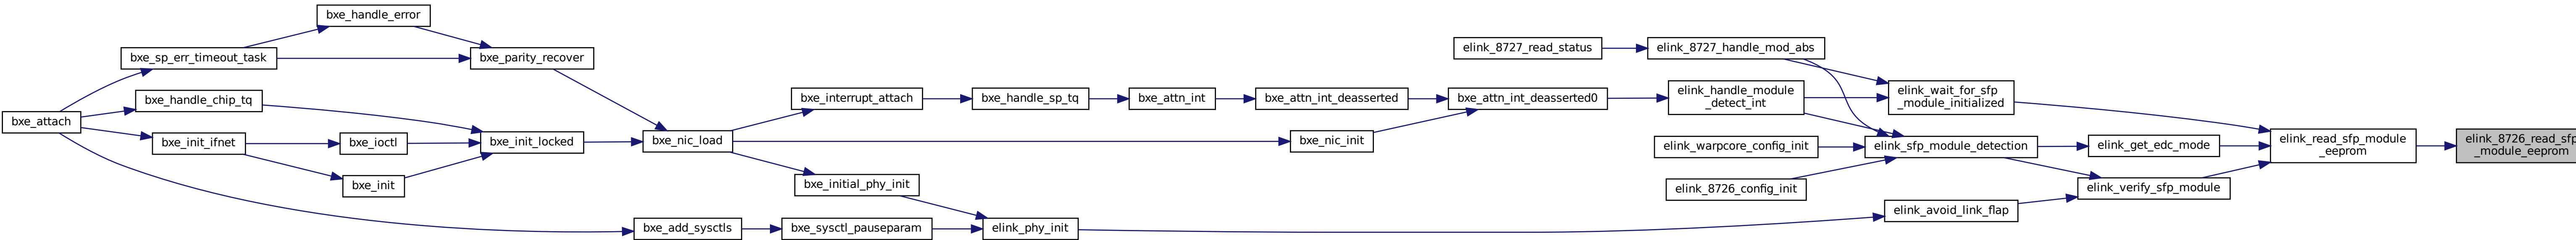 bxe_handle_error
bxe_sp_err_timeout_task
bxe_parity_recover
elink_8727_read_status
elink_8727_handle_mod_abs
bxe_handle_chip_tq
bxe_interrupt_attach
bxe_handle_sp_tq
bxe_attn_int
bxe_attn_int_deasserted
bxe_attn_int_deasserted0
elink_handle_module
_detect_int
elink_wait_for_sfp
_module_initialized
bxe_attach
bxe_init_ifnet
bxe_ioctl
bxe_init_locked
bxe_nic_load
bxe_nic_init
elink_warpcore_config_init
elink_sfp_module_detection
elink_get_edc_mode
elink_read_sfp_module
_eeprom
elink_8726_read_sfp
_module_eeprom
bxe_init
bxe_initial_phy_init
elink_8726_config_init
elink_verify_sfp_module
elink_avoid_link_flap
bxe_add_sysctls
bxe_sysctl_pauseparam
elink_phy_init